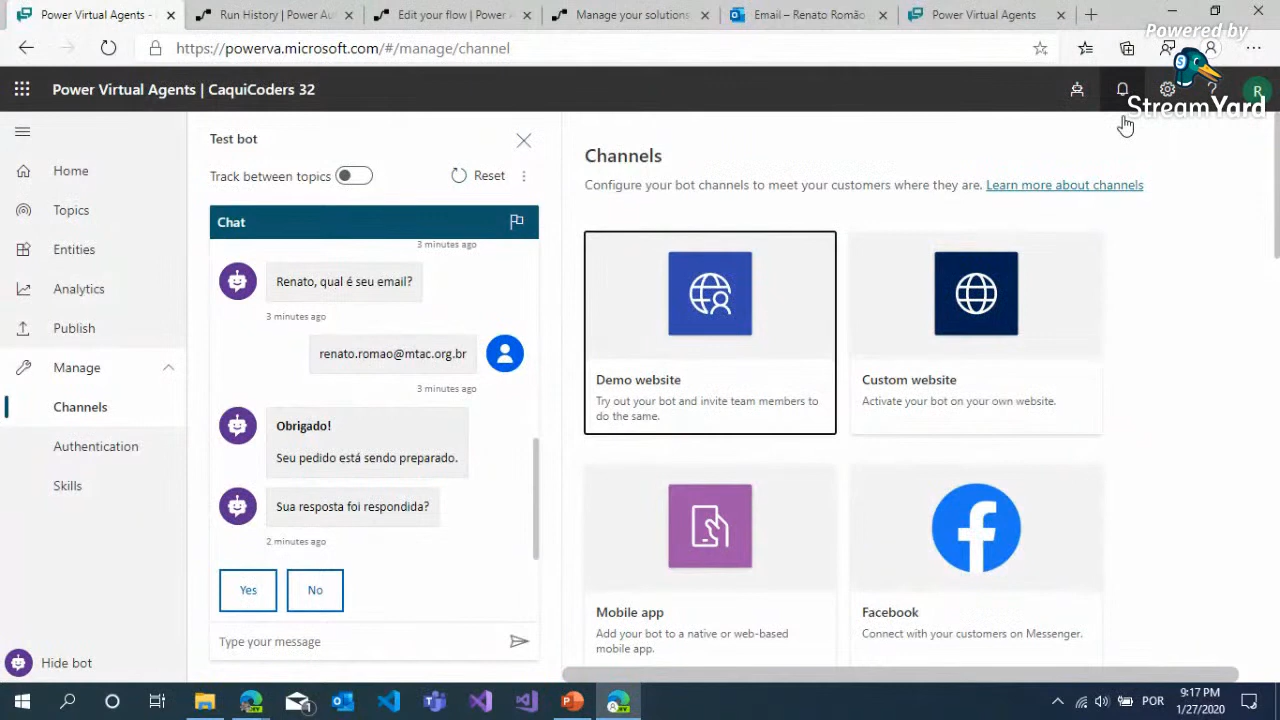 Power Virtual Agents -
Run History | Power Au
Edit your flow | Power A
Manage your solutions
Email – Renato Romão
Power Virtual Agents
https://powerva.microsoft.com/#/manage/channel
Powered by
StreamYard
Power Virtual Agents | CaquiCoders 32
?
R
Home
Topics
Entities
Analytics
Publish
Manage
Channels
Authentication
Skills
Hide bot
Test bot
Track between topics
Reset
Chat
3 minutes ago
Renato, qual é seu email?
3 minutes ago
renato.romao@mtac.org.br
3 minutes ago
Obrigado!
Seu pedido está sendo preparado.
Sua resposta foi respondida?
2 minutes ago
Yes
No
Type your message
Channels
Configure your bot channels to meet your customers where they are. Learn more about channels
Demo website
Try out your bot and invite team members to
do the same.
Custom website
Activate your bot on your own website.
Mobile app
Add your bot to a native or web-based
mobile app.
Facebook
Connect with your customers on Messenger.
POR
9:17 PM
1/27/2020